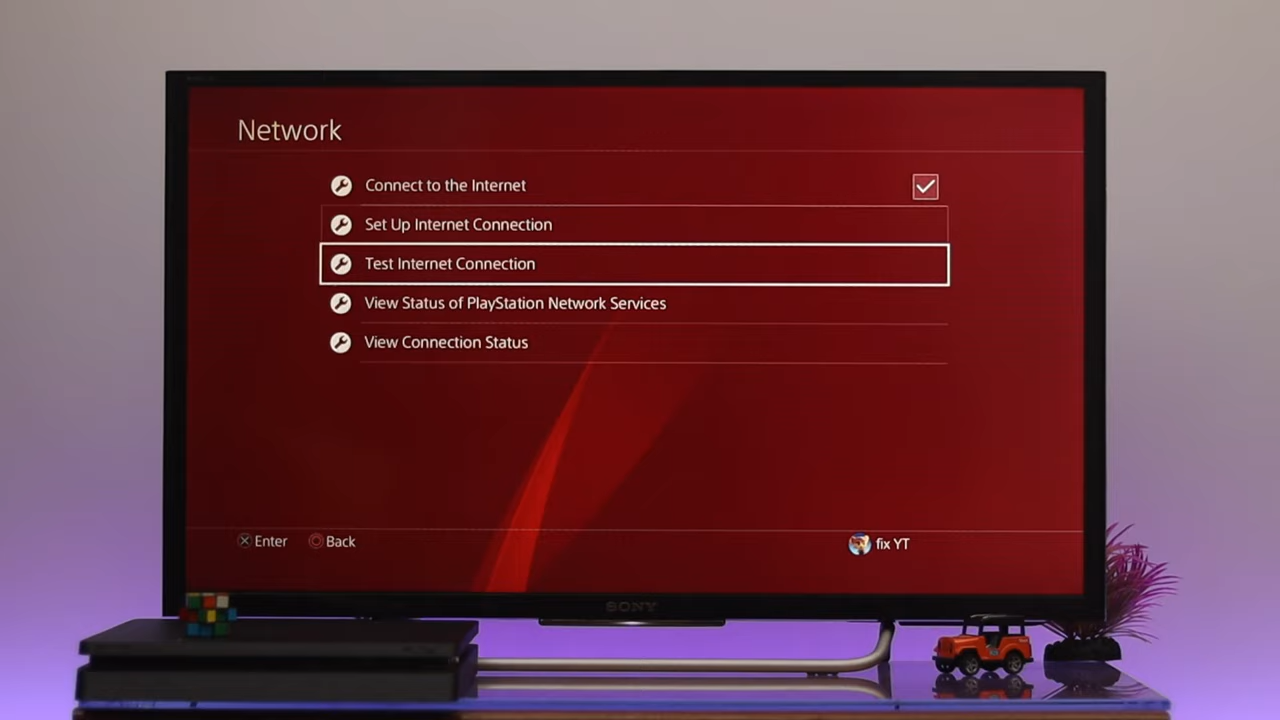 Network
Connect to the Internet
Set Up Internet Connection
Test Internet Connection
View Status of PlayStation Network Services
View Connection Status
Enter Back
fix YT
SONY